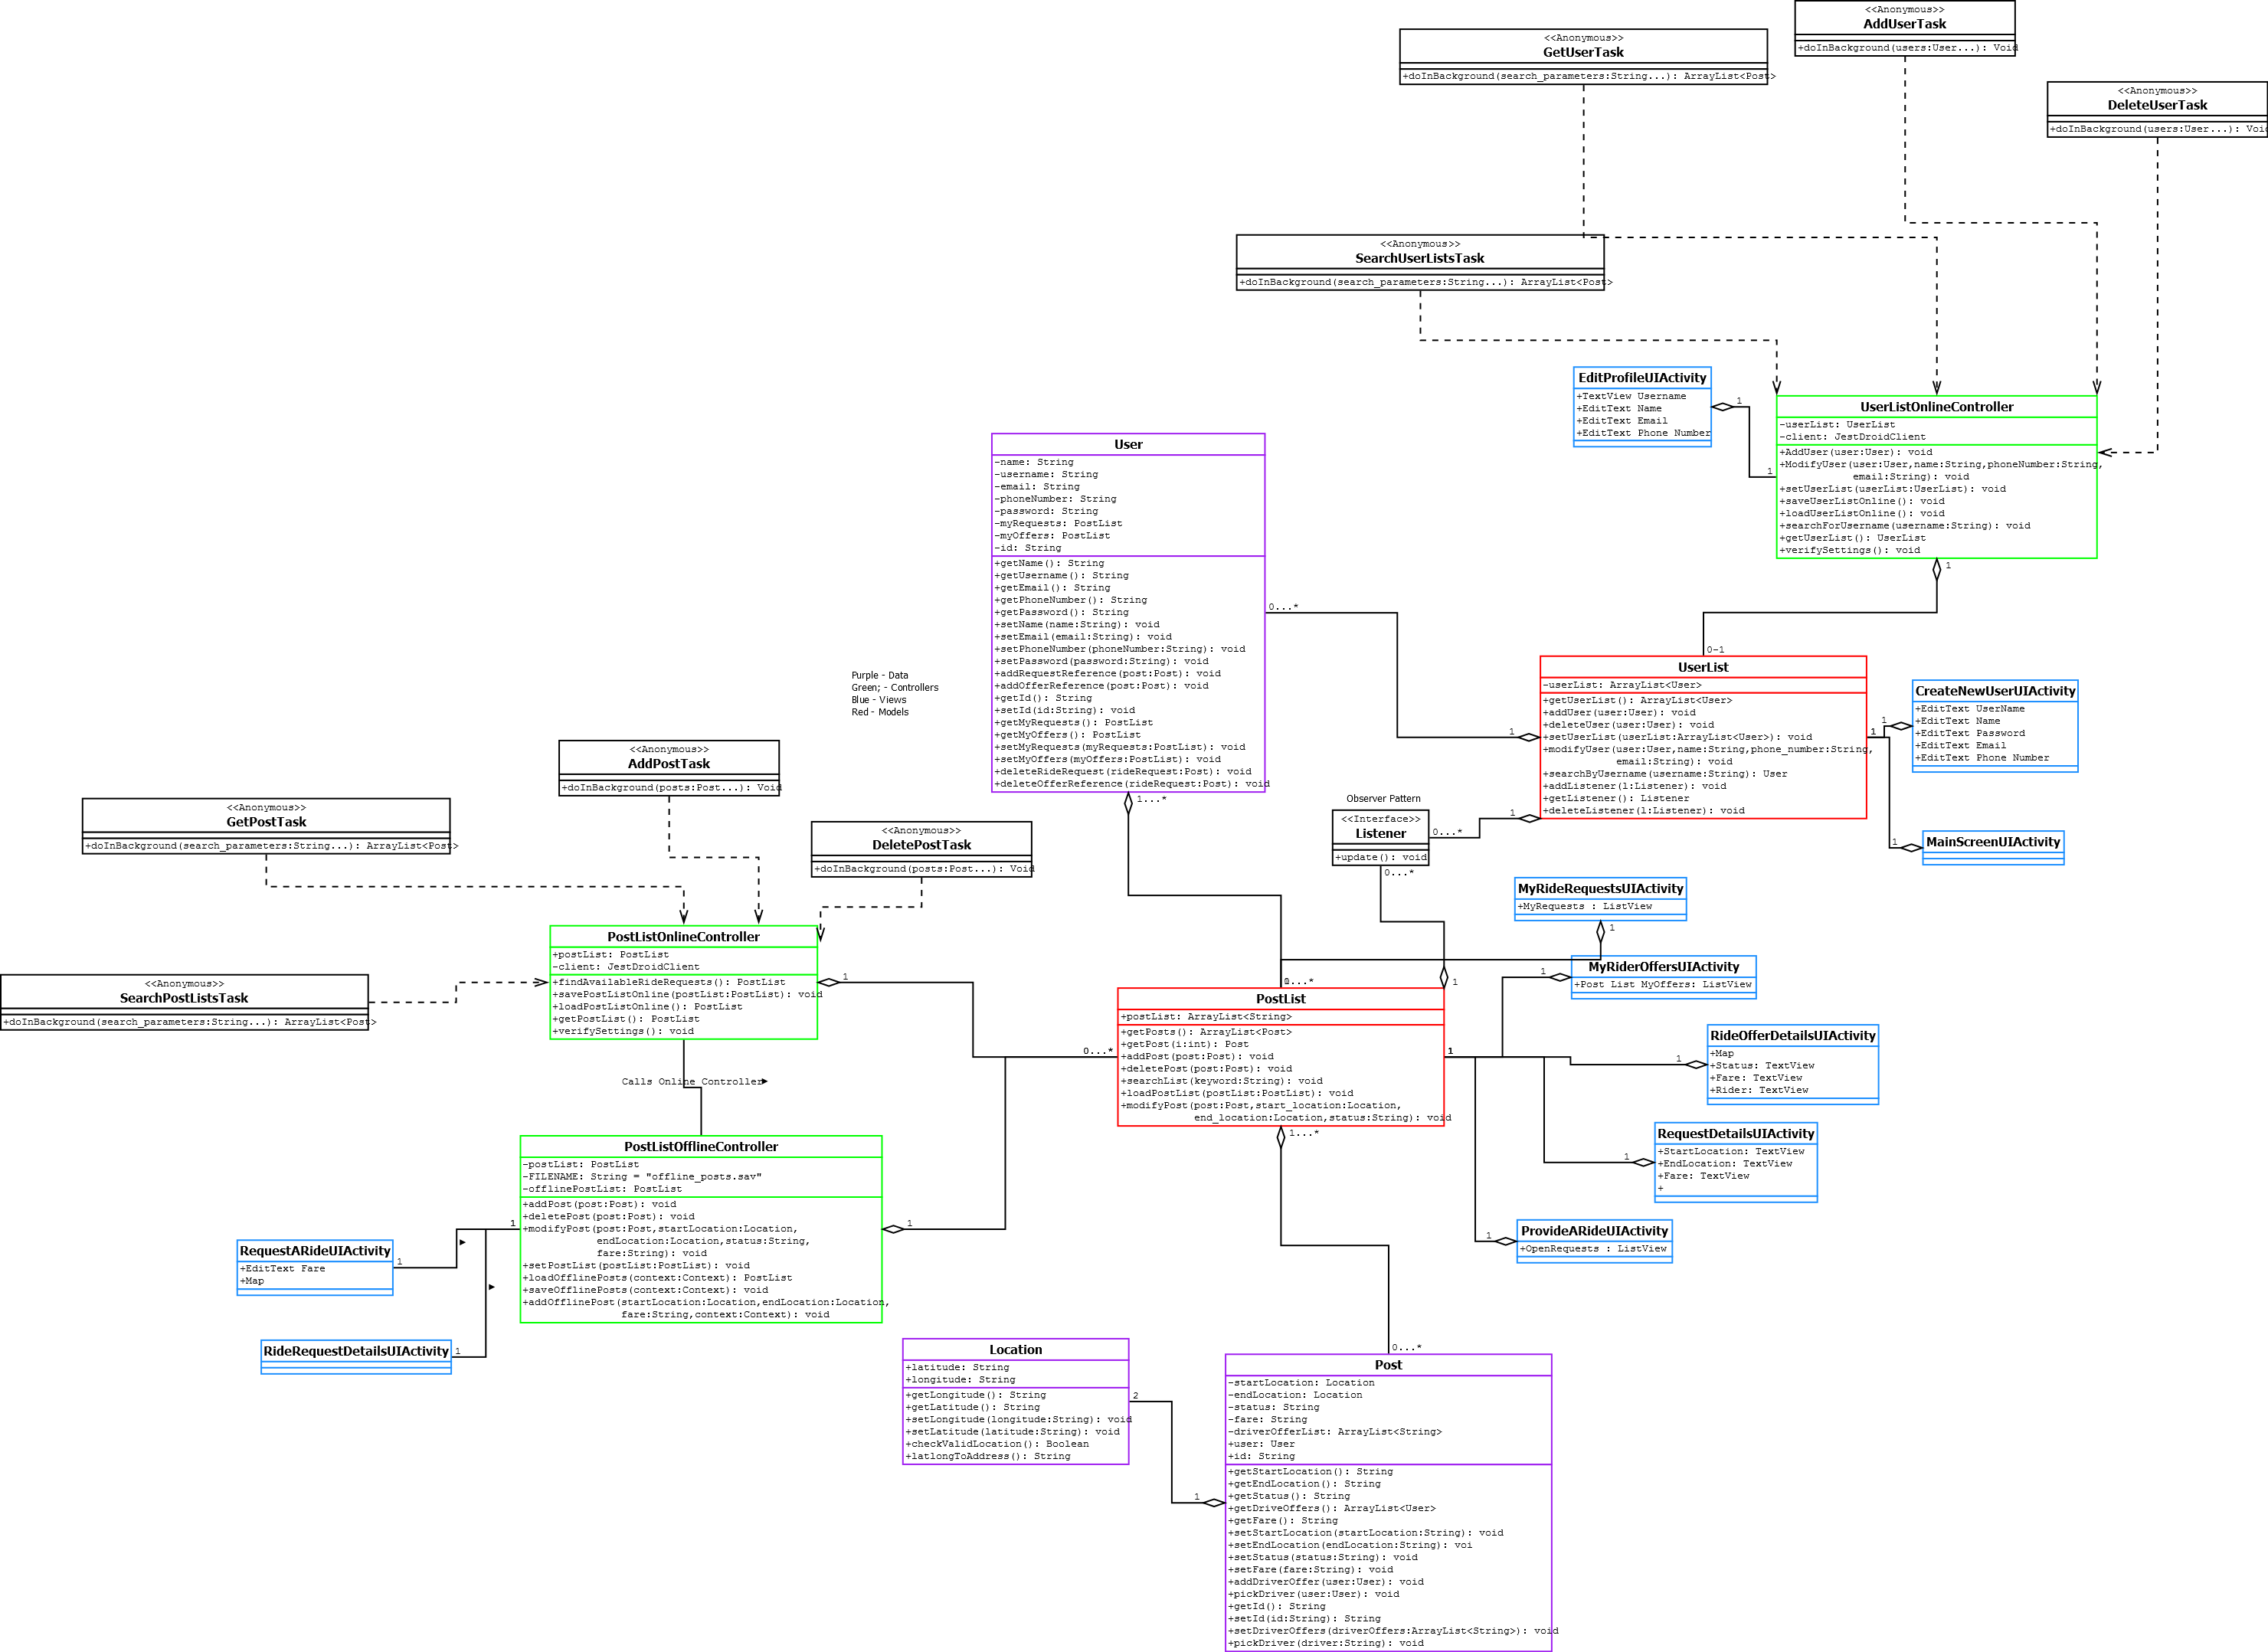 <<Anonymous>>
AddUserTask
+doInBackground(users:User...): Void
<<Anonymous>>
GetUserTask
+doInBackground(search_parameters:String...): ArrayList<Post>
<<Anonymous>>
DeleteUserTask
+doInBackground(users:User...): Void
<<Anonymous>>
SearchUserListsTask
+doInBackground(search_parameters:String...): ArrayList<Post>
EditProfileUIActivity
+TextView Username
+EditText Name
+EditText Email
+EditText Phone Number
1
1
UserListOnlineController
-userList: UserList
-client: JestDroidClient
+AddUser(user:User): void
+ModifyUser(user:User,name:String,phoneNumber:String,
email:String): void
+setUserList(userList:UserList): void
+saveUserListOnline(): void
+loadUserListOnline(): void
+searchForUsername(username:String): void
+getUserList(): UserList
+verifySettings(): void
1
0-1
User
-name: String
-username: String
-email: String
-phoneNumber: String
-password: String
-myRequests: PostList
-myOffers: PostList
-id: String
+getName(): String
+getUsername(): String
+getEmail(): String
+getPhoneNumber(): String
+getPassword(): String
+setName(name:String): void
+setEmail(email:String): void
+setPhoneNumber(phoneNumber:String): void
+setPassword(password:String): void
+addRequestReference(post:Post): void
+addOfferReference(post:Post): void
+getId(): String
+setId(id:String): void
+getMyRequests(): PostList
+getMyOffers(): PostList
+setMyRequests(myRequests:PostList): void
+setMyOffers(myOffers:PostList): void
+deleteRideRequest(rideRequest:Post): void
+deleteOfferReference(rideRequest:Post): void
0...*
1...*
Purple - Data
Green; - Controllers
Blue - Views
Red - Models
UserList
-userList: ArrayList<User>
+getUserList(): ArrayList<User>
+addUser(user:User): void
+deleteUser(user:User): void
+setUserList(userList:ArrayList<User>): void
+modifyUser(user:User,name:String,phone_number:String,
email:String): void
+searchByUsername(username:String): User
+addListener(l:Listener): void
+getListener(): Listener
+deleteListener(l:Listener): void
1
1
1
CreateNewUserUIActivity
+EditText UserName
+EditText Name
+EditText Password
+EditText Email
+EditText Phone Number
1
MainScreenUIActivity
1
Observer Pattern
<<Interface>>
Listener
+update(): void
0...*
0...*
<<Anonymous>>
AddPostTask
+doInBackground(posts:Post...): Void
<<Anonymous>>
GetPostTask
+doInBackground(search_parameters:String...): ArrayList<Post>
<<Anonymous>>
DeletePostTask
+doInBackground(posts:Post...): Void
<<Anonymous>>
SearchPostListsTask
+doInBackground(search_parameters:String...): ArrayList<Post>
PostListOnlineController
+postList: PostList
-client: JestDroidClient
+findAvailableRideRequests(): PostList
+savePostListOnline(postList:PostList): void
+loadPostListOnline(): PostList
+getPostList(): PostList
+verifySettings(): void
1
Calls Online Controller
MyRideRequestsUIActivity
+MyRequests : ListView
1
MyRiderOffersUIActivity
+Post List MyOffers: ListView
1
PostList
+postList: ArrayList<String>
+getPosts(): ArrayList<Post>
+getPost(i:int): Post
+addPost(post:Post): void
+deletePost(post:Post): void
+searchList(keyword:String): void
+loadPostList(postList:PostList): void
+modifyPost(post:Post,start_location:Location,
end_location:Location,status:String): void
0...*
...*
1
1
1...*
RideOfferDetailsUIActivity
+Map
+Status: TextView
+Fare: TextView
+Rider: TextView
1
RequestDetailsUIActivity
+StartLocation: TextView
+EndLocation: TextView
+Fare: TextView
+
1
ProvideARideUIActivity
+OpenRequests : ListView
1
PostListOfflineController
-postList: PostList
-FILENAME: String = "offline_posts.sav"
-offlinePostList: PostList
+addPost(post:Post): void
+deletePost(post:Post): void
+modifyPost(post:Post,startLocation:Location,
endLocation:Location,status:String,
fare:String): void
+setPostList(postList:PostList): void
+loadOfflinePosts(context:Context): PostList
+saveOfflinePosts(context:Context): void
+addOfflinePost(startLocation:Location,endLocation:Location,
fare:String,context:Context): void
1
1
RequestARideUIActivity
+EditText Fare
+Map
1
RideRequestDetailsUIActivity
1
Location
+latitude: String
+longitude: String
+getLongitude(): String
+getLatitude(): String
+setLongitude(longitude:String): void
+setLatitude(latitude:String): void
+checkValidLocation(): Boolean
+latlongToAddress(): String
2
1
0...*
Post
-startLocation: Location
-endLocation: Location
-status: String
-fare: String
-driverOfferList: ArrayList<String>
+user: User
+id: String
+getStartLocation(): String
+getEndLocation(): String
+getStatus(): String
+getDriveOffers(): ArrayList<User>
+getFare(): String
+setStartLocation(startLocation:String): void
+setEndLocation(endLocation:String): voi
+setStatus(status:String): void
+setFare(fare:String): void
+addDriverOffer(user:User): void
+pickDriver(user:User): void
+getId(): String
+setId(id:String): String
+setDriverOffers(driverOffers:ArrayList<String>): void
+pickDriver(driver:String): void